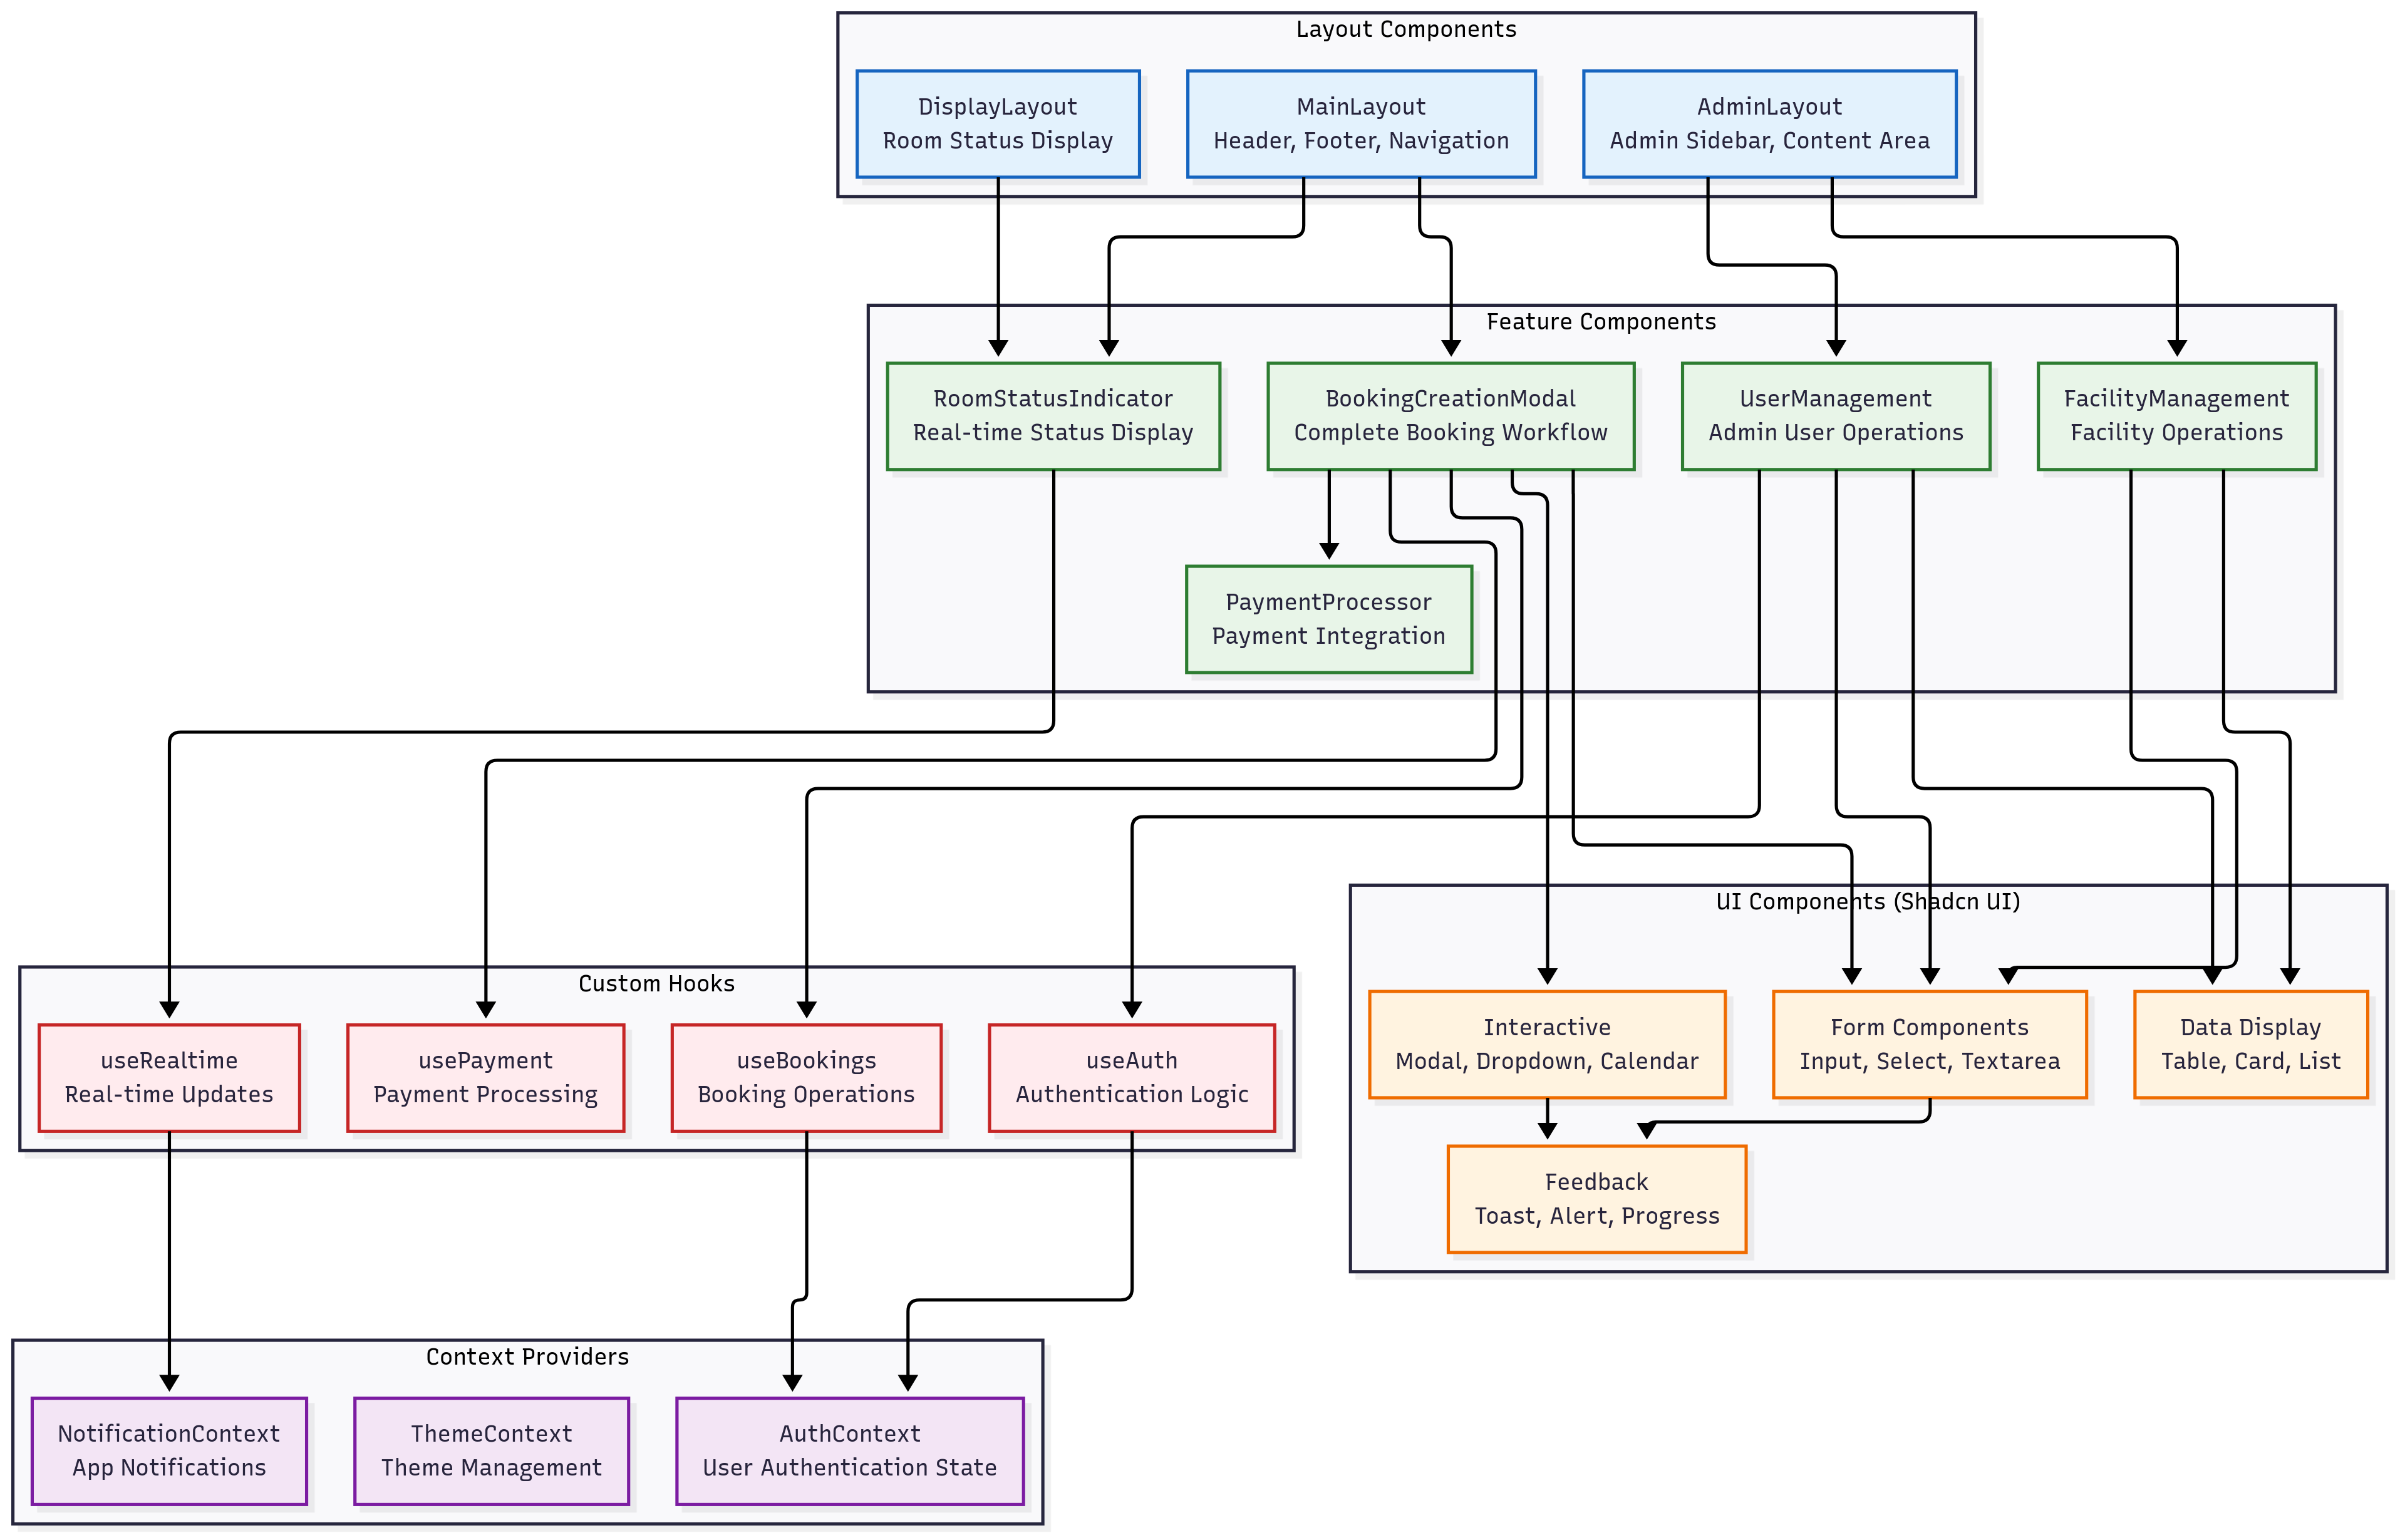 Layout Components
DisplayLayout
Room Status Display
MainLayout
Header, Footer, Navigation
AdminLayout
Admin Sidebar, Content Area
Feature Components
RoomStatusIndicator
Real-time Status Display
BookingCreationModal
Complete Booking Workflow
UserManagement
Admin User Operations
FacilityManagement
Facility Operations
PaymentProcessor
Payment Integration
UI Components (Shadcn UI)
Interactive
Modal, Dropdown, Calendar
Form Components
Input, Select, Textarea
Data Display
Table, Card, List
Feedback
Toast, Alert, Progress
Custom Hooks
useRealtime
Real-time Updates
usePayment
Payment Processing
useBookings
Booking Operations
useAuth
Authentication Logic
Context Providers
NotificationContext
App Notifications
ThemeContext
Theme Management
AuthContext
User Authentication State